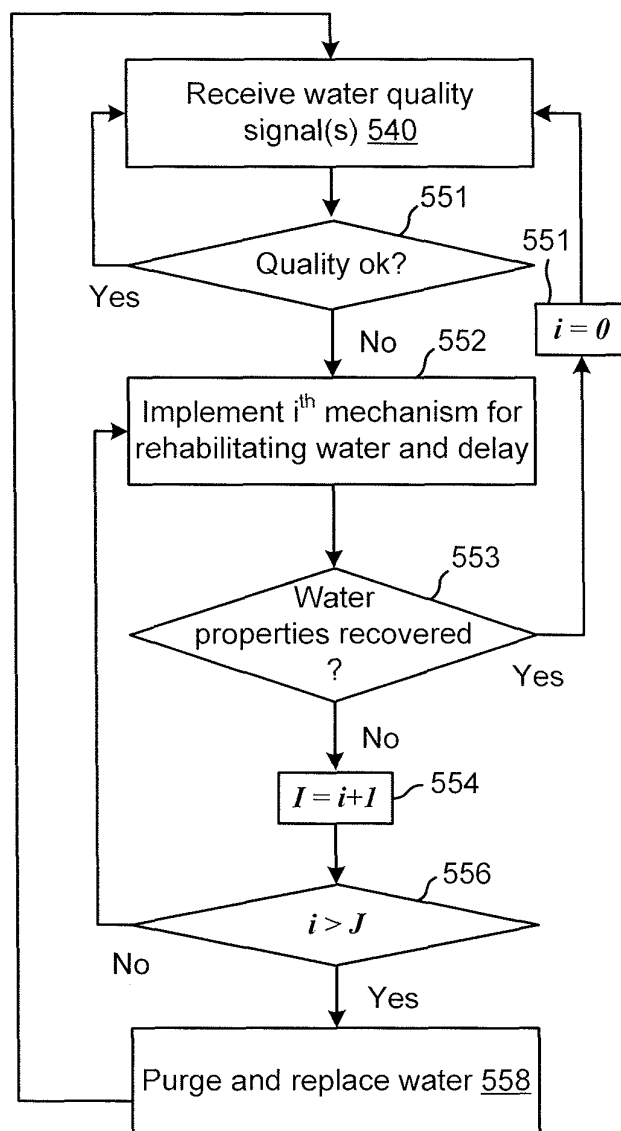 Receive water quality
signal(s) 540
551
Quality ok?
Yes
551
i = 0
No
552
Implement iᵗʰ mechanism for
rehabilitating water and delay
553
Water
properties recovered
?
Yes
No
I = i+1
554
556
i > J
No
Yes
Purge and replace water 558